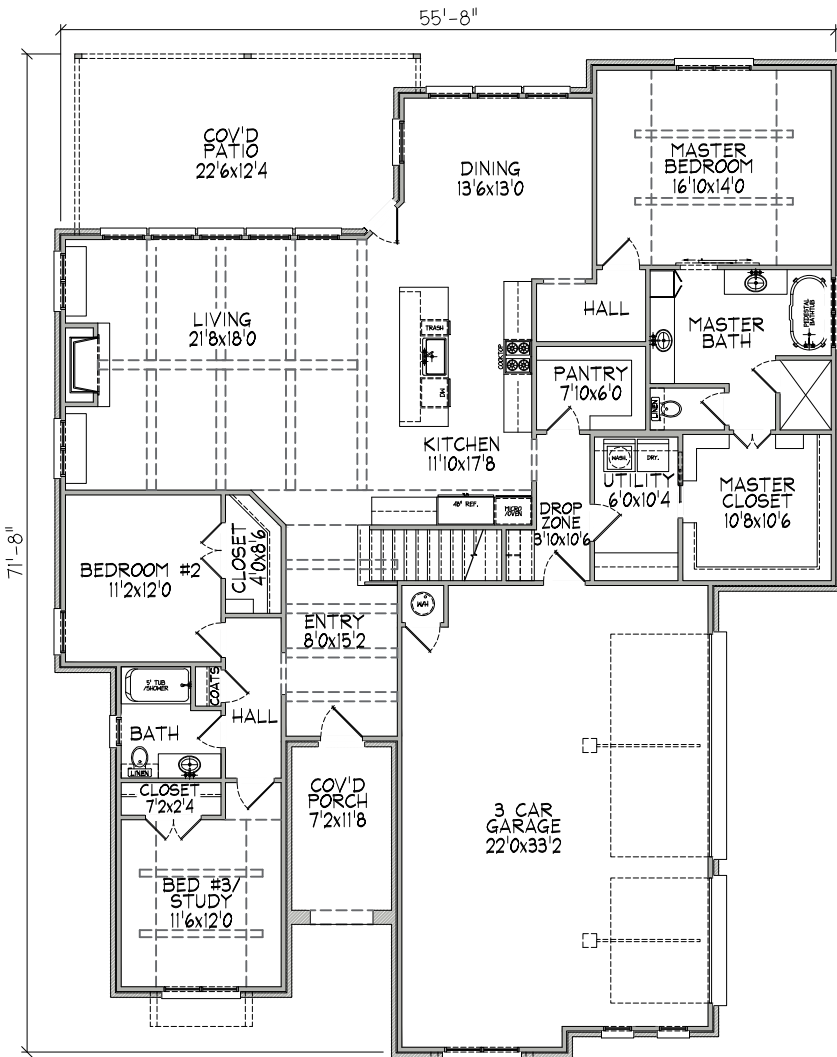 55'-8"
71'-8"
COV'D
PATIO
22'6x12'4
DINING
13'6x13'0
MASTER
BEDROOM
16'10x14'0
LIVING
21'8x18'0
HALL
MASTER
BATH
PEDESTAL
BATHTUB
TRASH
DW
COOKTOP
PANTRY
7'10x6'0
LINEN
KITCHEN
11'10x17'8
WASH.
DRY.
UTILITY
6'0x10'4
MASTER
CLOSET
10'8x10'6
48" REF.
MICRO
/OVEN
DROP
ZONE
3'10x10'6
CLOSET
4'0x8'6
BEDROOM #2
11'2x12'0
ENTRY
8'0x15'2
WH
5' TUB
/SHOWER
COATS
HALL
BATH
LINEN
CLOSET
7'2x2'4
COV'D
PORCH
7'2x11'8
3 CAR
GARAGE
22'0x33'2
BED #3/
STUDY
11'6x12'0